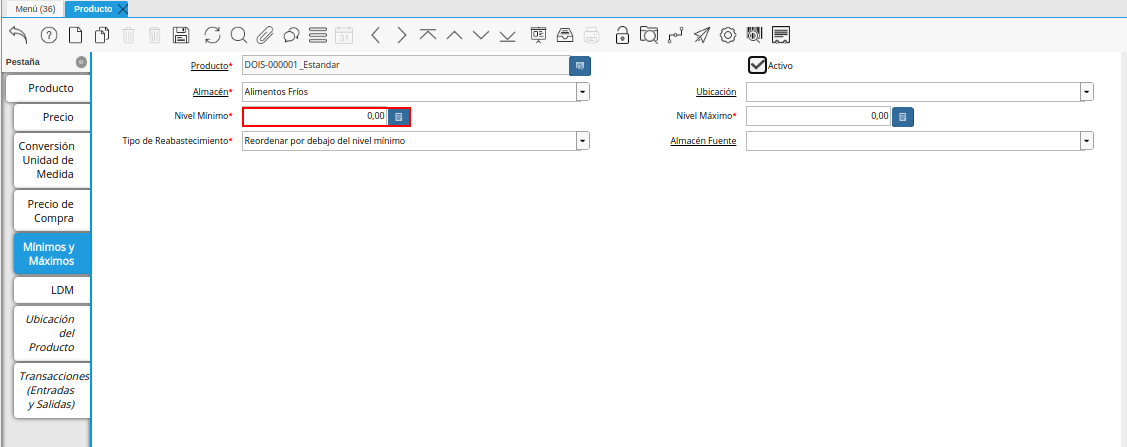 Menú (36)
Producto
31
Pestaña
Producto
Precio
Conversión
Unidad de
Medida
Precio de
Compra
Mínimos y
Máximos
LDM
Ubicación
del
Producto
Transacciones
(Entradas
y Salidas)
Producto* DOIS-000001_Estandar
Activo
Almacén* Alimentos Fríos
Ubicación
Nivel Mínimo* 0,00
Nivel Máximo* 0,00
Tipo de Reabastecimiento* Reordenar por debajo del nivel mínimo
Almacén Fuente